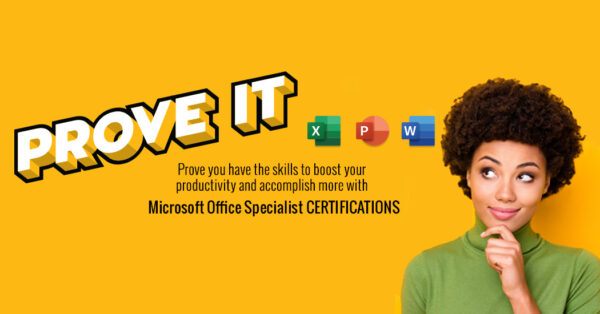 PROVE IT
X P W
Prove you have the skills to boost your
productivity and accomplish more with
Microsoft Office Specialist CERTIFICATIONS